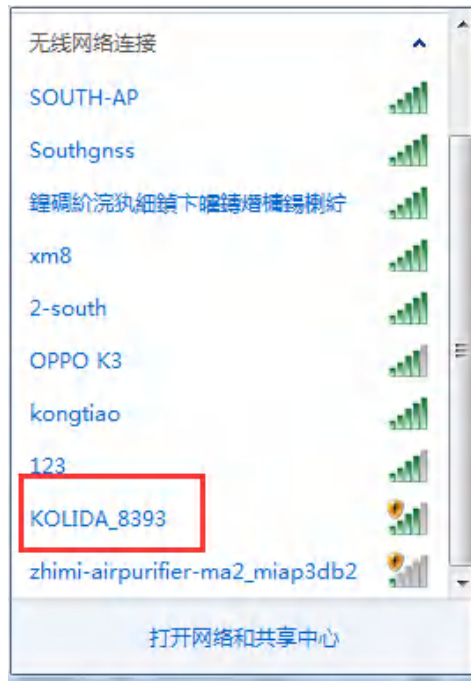 无线网络连接
SOUTH-AP
Southgnss
xm8
2-south
OPPO K3
kongtiao
123
KOLIDA_8393
zhimi-airpurifier-ma2_miap3db2
打开网络和共享中心